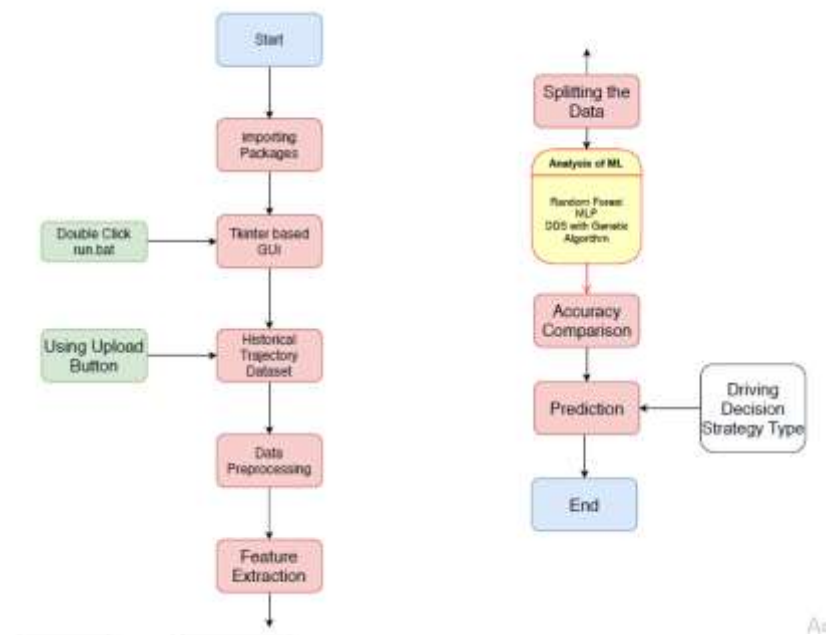 Start
Importing
Packages
Double Click
run.bat
Tkinter based
GUI
Using Upload
Button
Historical
Trajectory
Dataset
Data
Preprocessing
Feature
Extraction
Splitting the
Data
Analysis of ML
Random Forest
MLP
DDS with Genetic
Algorithm
Accuracy
Comparison
Prediction
Driving
Decision
Strategy Type
End